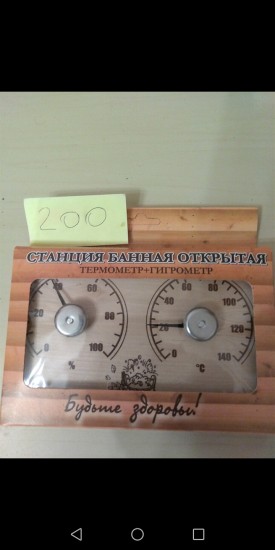 200
СТАНЦИЯ БАННАЯ ОТКРЫТАЯ
ТЕРМОМЕТР+ГИГРОМЕТР
0 20 40 60 80 100
%
0 20 40 60 80 100 120 140
°C
Будьте здоровы!